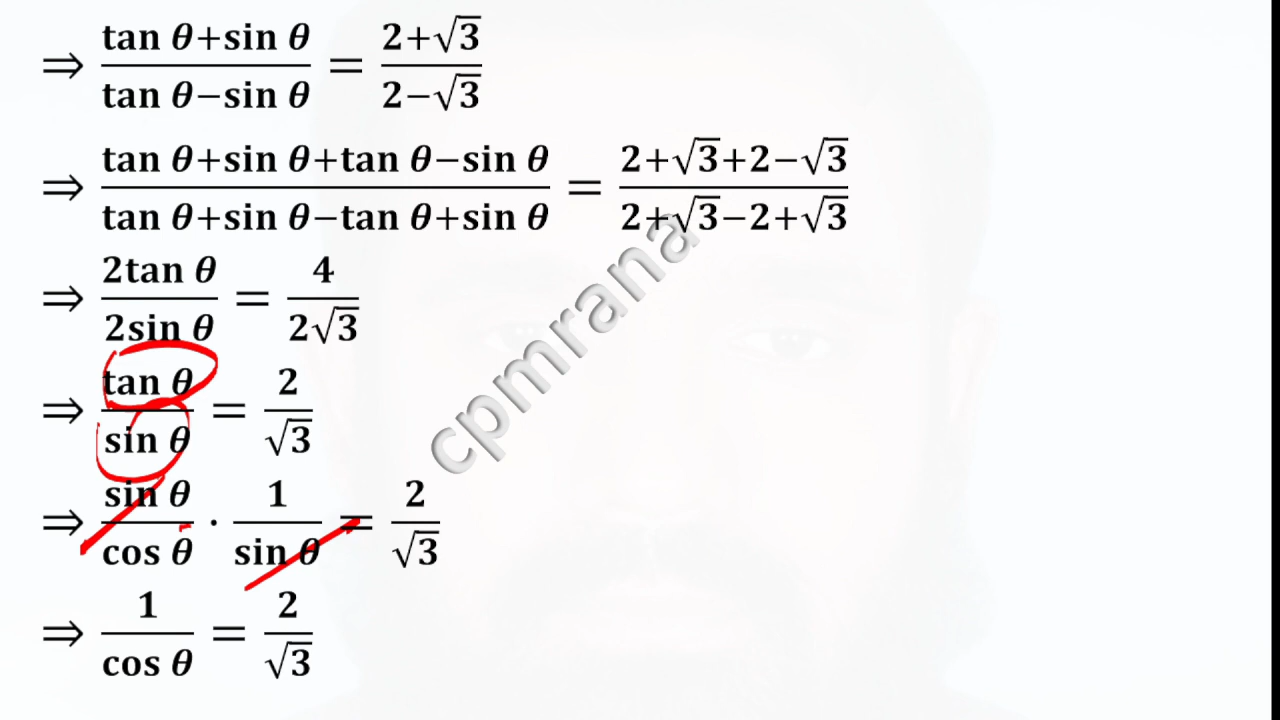 ⇒ (tan θ+sin θ)/(tan θ−sin θ) = (2+√3)/(2−√3)
⇒ (tan θ+sin θ+tan θ−sin θ)/(tan θ+sin θ−tan θ+sin θ) = (2+√3+2−√3)/(2+√3−2+√3)
⇒ (2tan θ)/(2sin θ) = 4/(2√3)
⇒ (tan θ)/(sin θ) = 2/√3
⇒ (sin θ)/(cos θ) · 1/(sin θ) = 2/√3
⇒ 1/(cos θ) = 2/√3
cpmrana